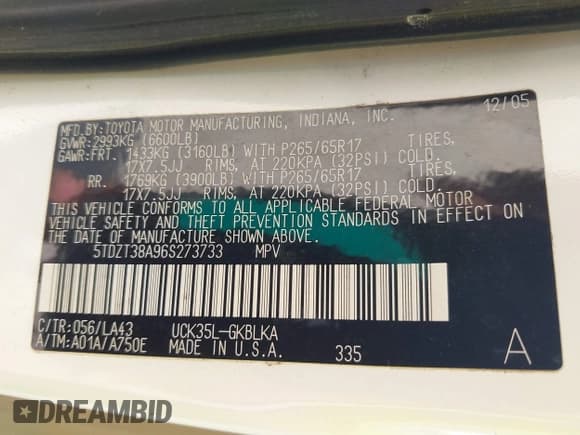 MFD.BY:TOYOTA MOTOR MANUFACTURING, INDIANA, INC. 12/05
GVWR:2993KG (6600LB)
GAWR:FRT. 1433KG (3160LB) WITH P265/65R17 TIRES,
17X7.5JJ RIMS, AT 220KPA (32PSI) COLD.
RR. 1769KG (3900LB) WITH P265/65R17 TIRES,
17X7.5JJ RIMS, AT 220KPA (32PSI) COLD.
THIS VEHICLE CONFORMS TO ALL APPLICABLE FEDERAL MOTOR
VEHICLE SAFETY AND THEFT PREVENTION STANDARDS IN EFFECT ON
THE DATE OF MANUFACTURE SHOWN ABOVE.
5TDZT38A96S273733 MPV
C/TR:056/LA43 UCK35L-GKBLKA
A/TM:A01A/A750E MADE IN U.S.A. 335 A
DREAMBID